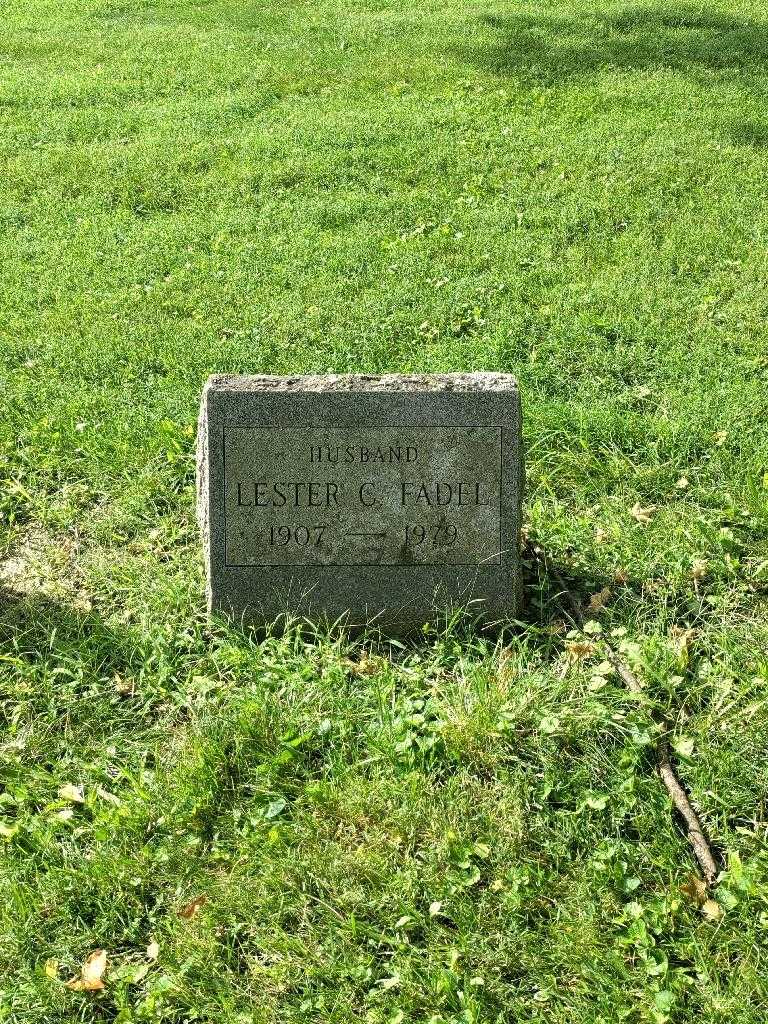 HUSBAND
LESTER C. FADEL
1907 — 1979